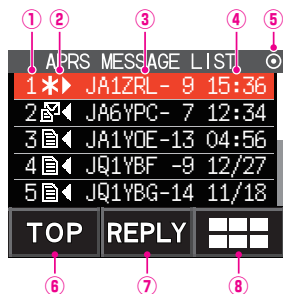 ① ② ③ ④ ⑤
APRS MESSAGE LIST
1 JA1ZRL- 9 15:36
2 JA6YPC- 7 12:34
3 JA1YOE-13 04:56
4 JQ1YBF -9 12/27
5 JQ1YBG-14 11/18
TOP REPLY
⑥ ⑦ ⑧